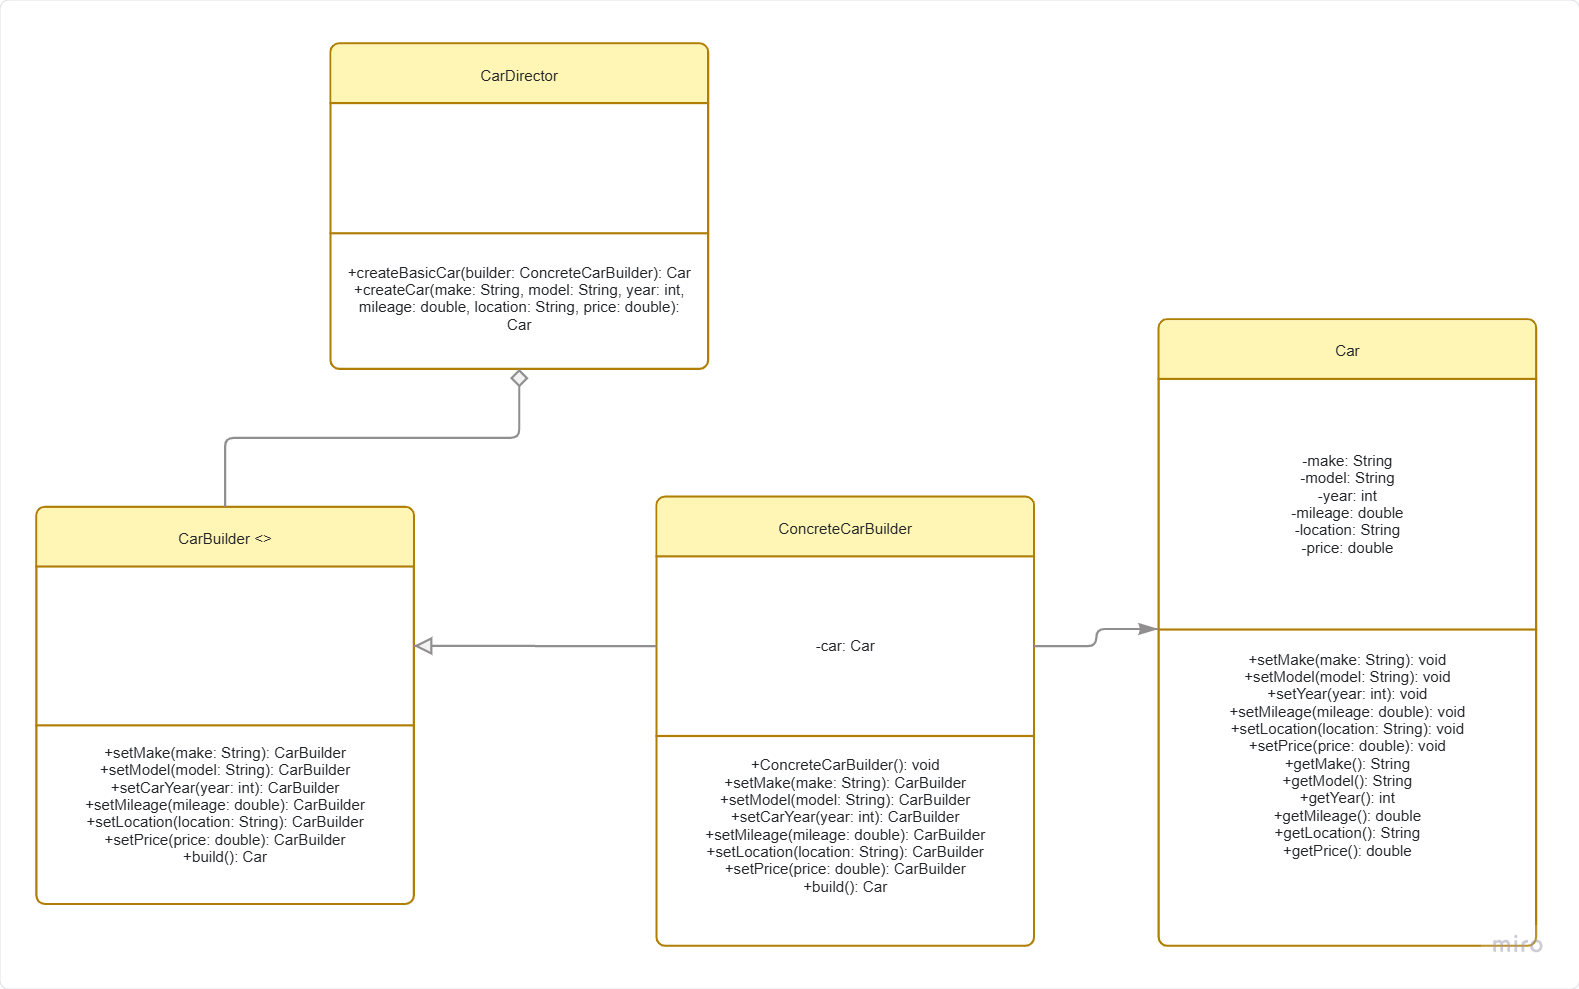 CarDirector
+createBasicCar(builder: ConcreteCarBuilder): Car
+createCar(make: String, model: String, year: int,
mileage: double, location: String, price: double):
Car
CarBuilder <>
+setMake(make: String): CarBuilder
+setModel(model: String): CarBuilder
+setCarYear(year: int): CarBuilder
+setMileage(mileage: double): CarBuilder
+setLocation(location: String): CarBuilder
+setPrice(price: double): CarBuilder
+build(): Car
ConcreteCarBuilder
-car: Car
+ConcreteCarBuilder(): void
+setMake(make: String): CarBuilder
+setModel(model: String): CarBuilder
+setCarYear(year: int): CarBuilder
+setMileage(mileage: double): CarBuilder
+setLocation(location: String): CarBuilder
+setPrice(price: double): CarBuilder
+build(): Car
Car
-make: String
-model: String
-year: int
-mileage: double
-location: String
-price: double
+setMake(make: String): void
+setModel(model: String): void
+setYear(year: int): void
+setMileage(mileage: double): void
+setLocation(location: String): void
+setPrice(price: double): void
+getMake(): String
+getModel(): String
+getYear(): int
+getMileage(): double
+getLocation(): String
+getPrice(): double
miro